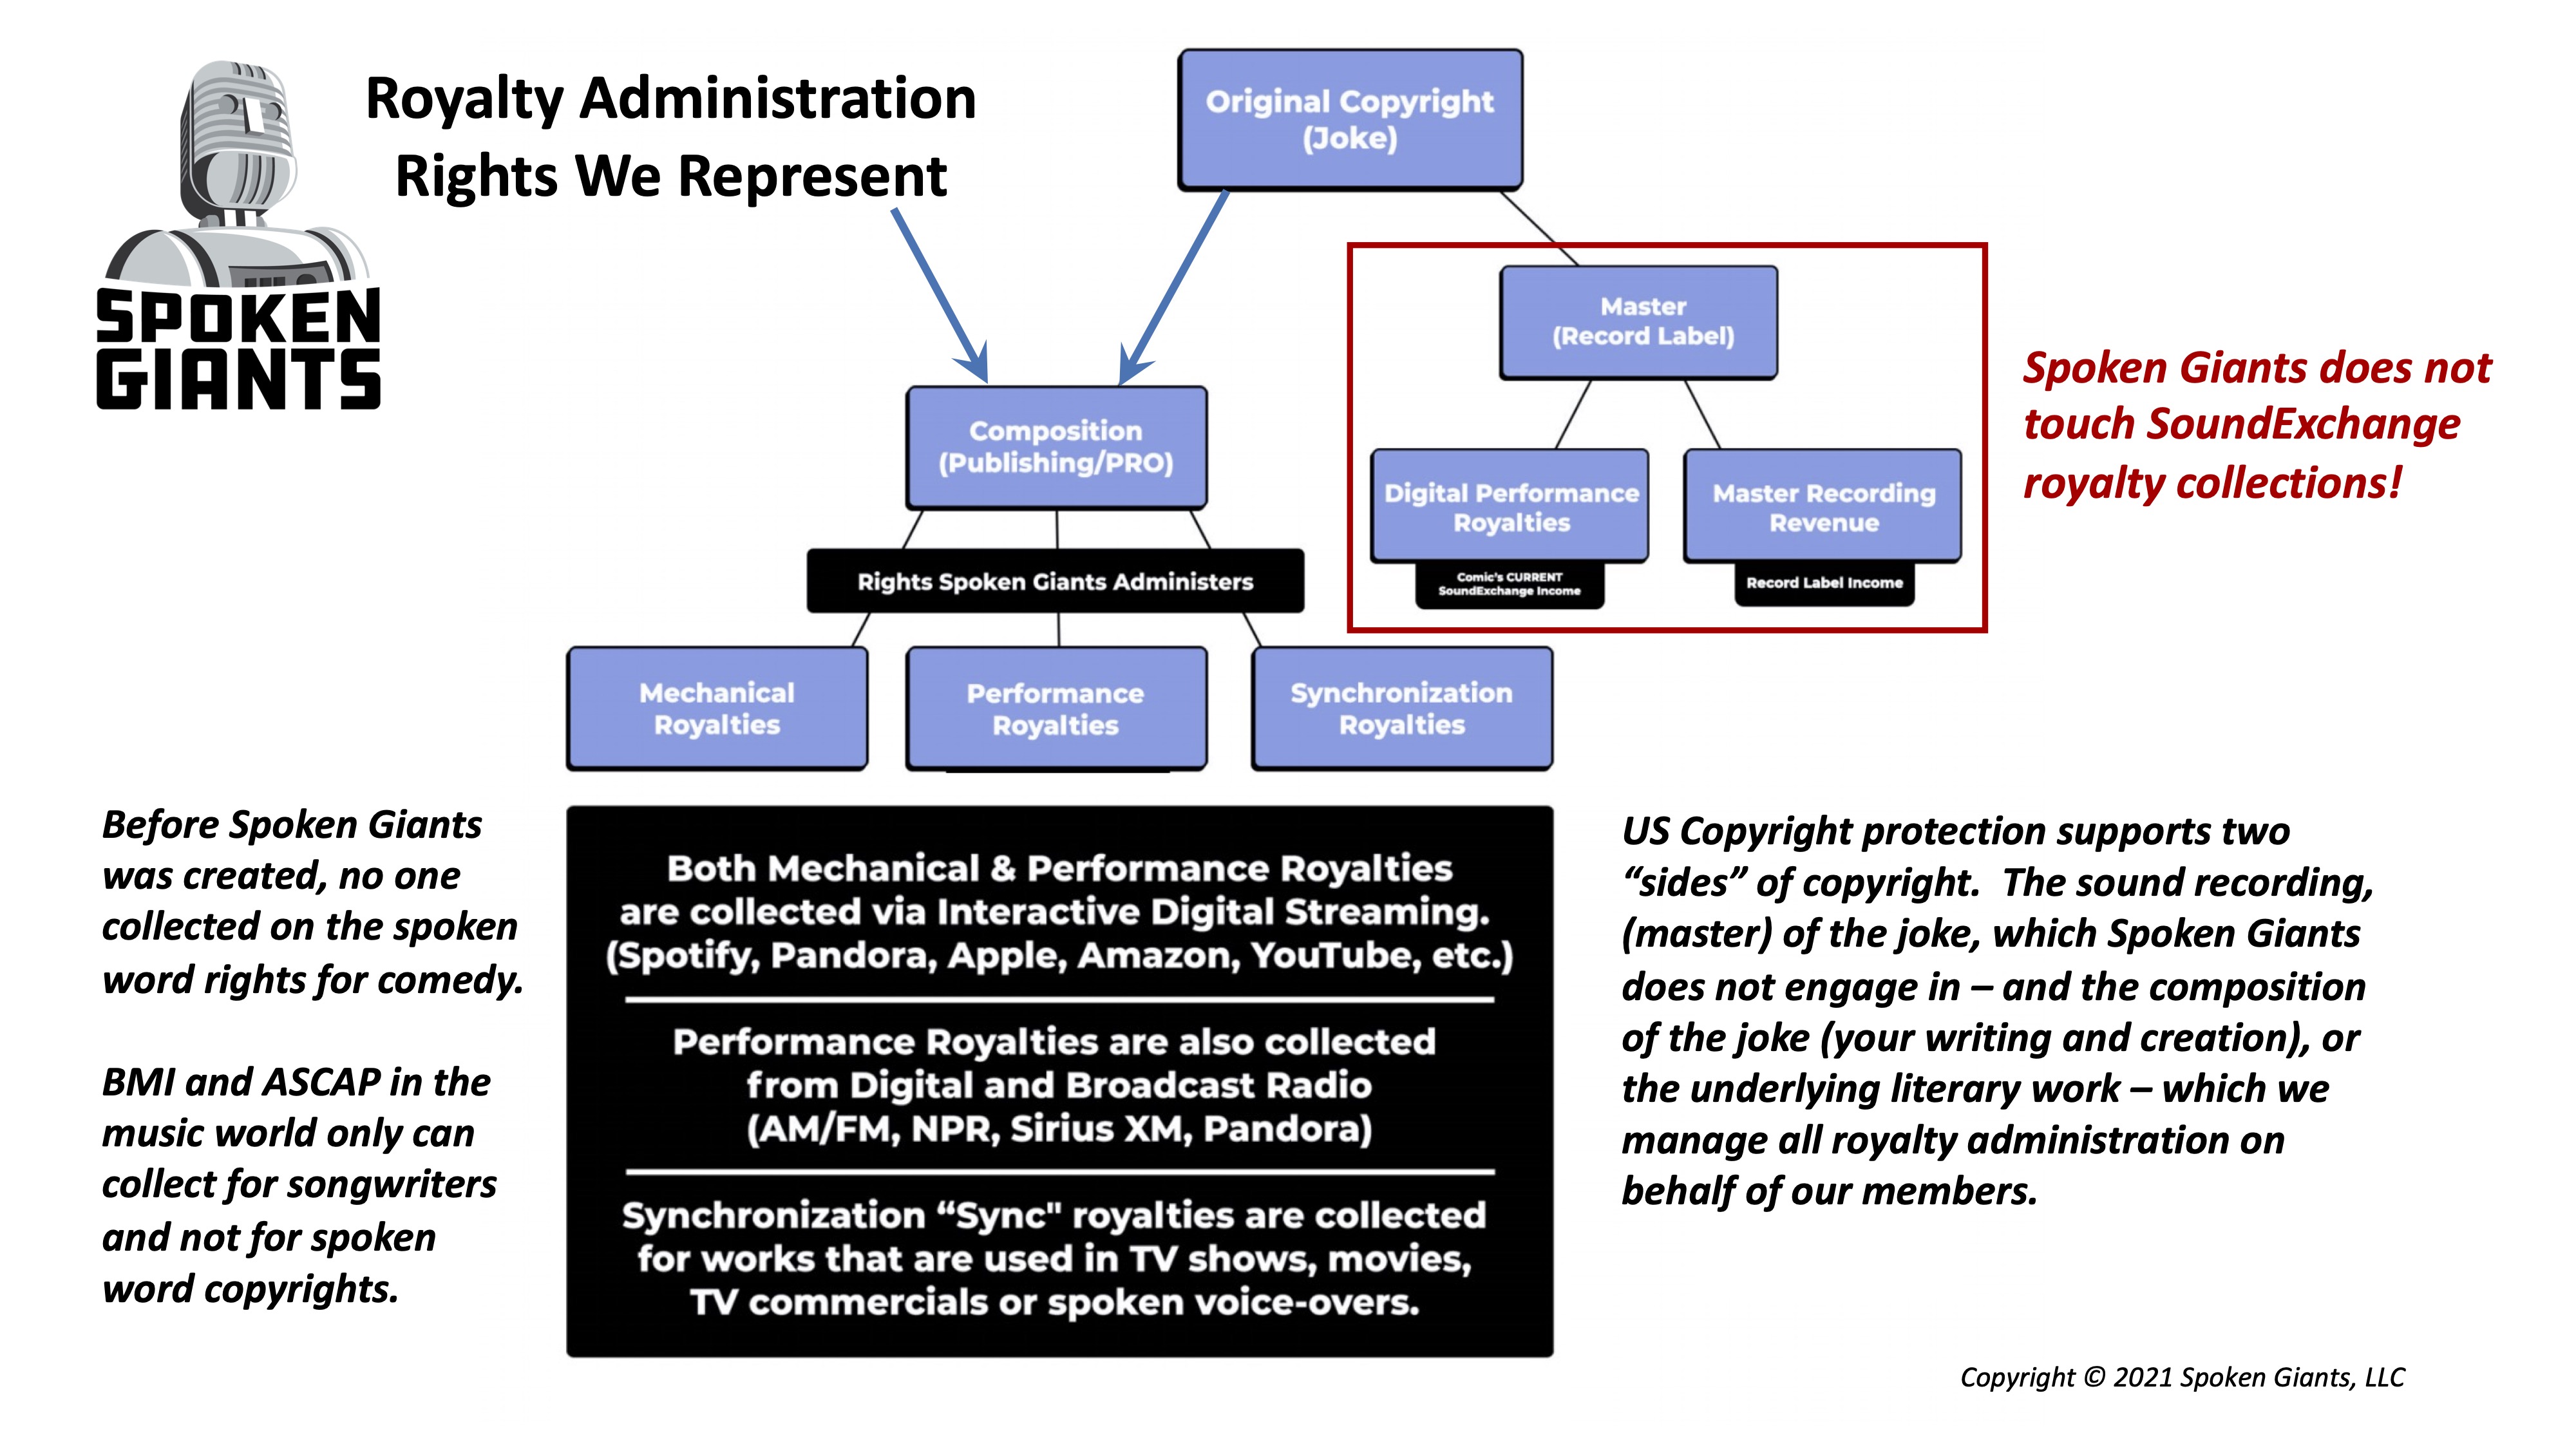 Royalty Administration
Rights We Represent
SPOKEN
GIANTS
Original Copyright
(Joke)
Master
(Record Label)
Digital Performance
Royalties
Comic's CURRENT
SoundExchange Income
Master Recording
Revenue
Record Label Income
Spoken Giants does not
touch SoundExchange
royalty collections!
Composition
(Publishing/PRO)
Rights Spoken Giants Administers
Mechanical
Royalties
Performance
Royalties
Synchronization
Royalties
Before Spoken Giants
was created, no one
collected on the spoken
word rights for comedy.
BMI and ASCAP in the
music world only can
collect for songwriters
and not for spoken
word copyrights.
Both Mechanical & Performance Royalties
are collected via Interactive Digital Streaming.
(Spotify, Pandora, Apple, Amazon, YouTube, etc.)
Performance Royalties are also collected
from Digital and Broadcast Radio
(AM/FM, NPR, Sirius XM, Pandora)
Synchronization “Sync" royalties are collected
for works that are used in TV shows, movies,
TV commercials or spoken voice-overs.
US Copyright protection supports two
“sides” of copyright.  The sound recording,
(master) of the joke, which Spoken Giants
does not engage in – and the composition
of the joke (your writing and creation), or
the underlying literary work – which we
manage all royalty administration on
behalf of our members.
Copyright © 2021 Spoken Giants, LLC